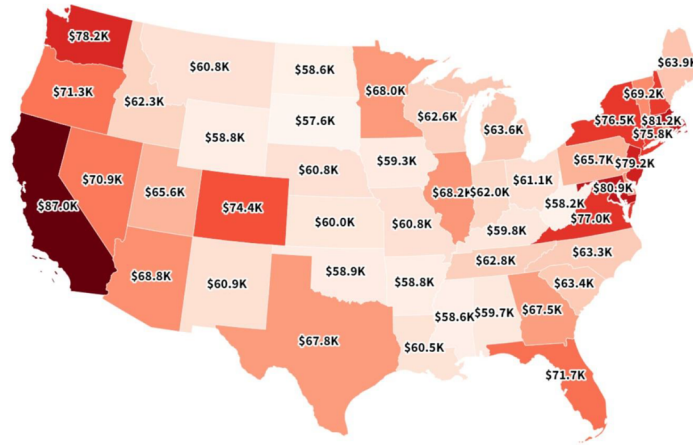 $78.2K
$60.8K
$58.6K
$68.0K
$63.9K
$71.3K
$62.3K
$57.6K
$62.6K
$63.6K
$69.2K
$76.5K
$81.2K
$75.8K
$58.8K
$59.3K
$65.7K
$79.2K
$87.0K
$70.9K
$65.6K
$74.4K
$60.8K
$68.2K
$62.0K
$61.1K
$80.9K
$58.2K
$77.0K
$60.0K
$60.8K
$59.8K
$68.8K
$60.9K
$58.9K
$58.8K
$62.8K
$63.3K
$63.4K
$67.8K
$60.5K
$58.6K
$59.7K
$67.5K
$71.7K